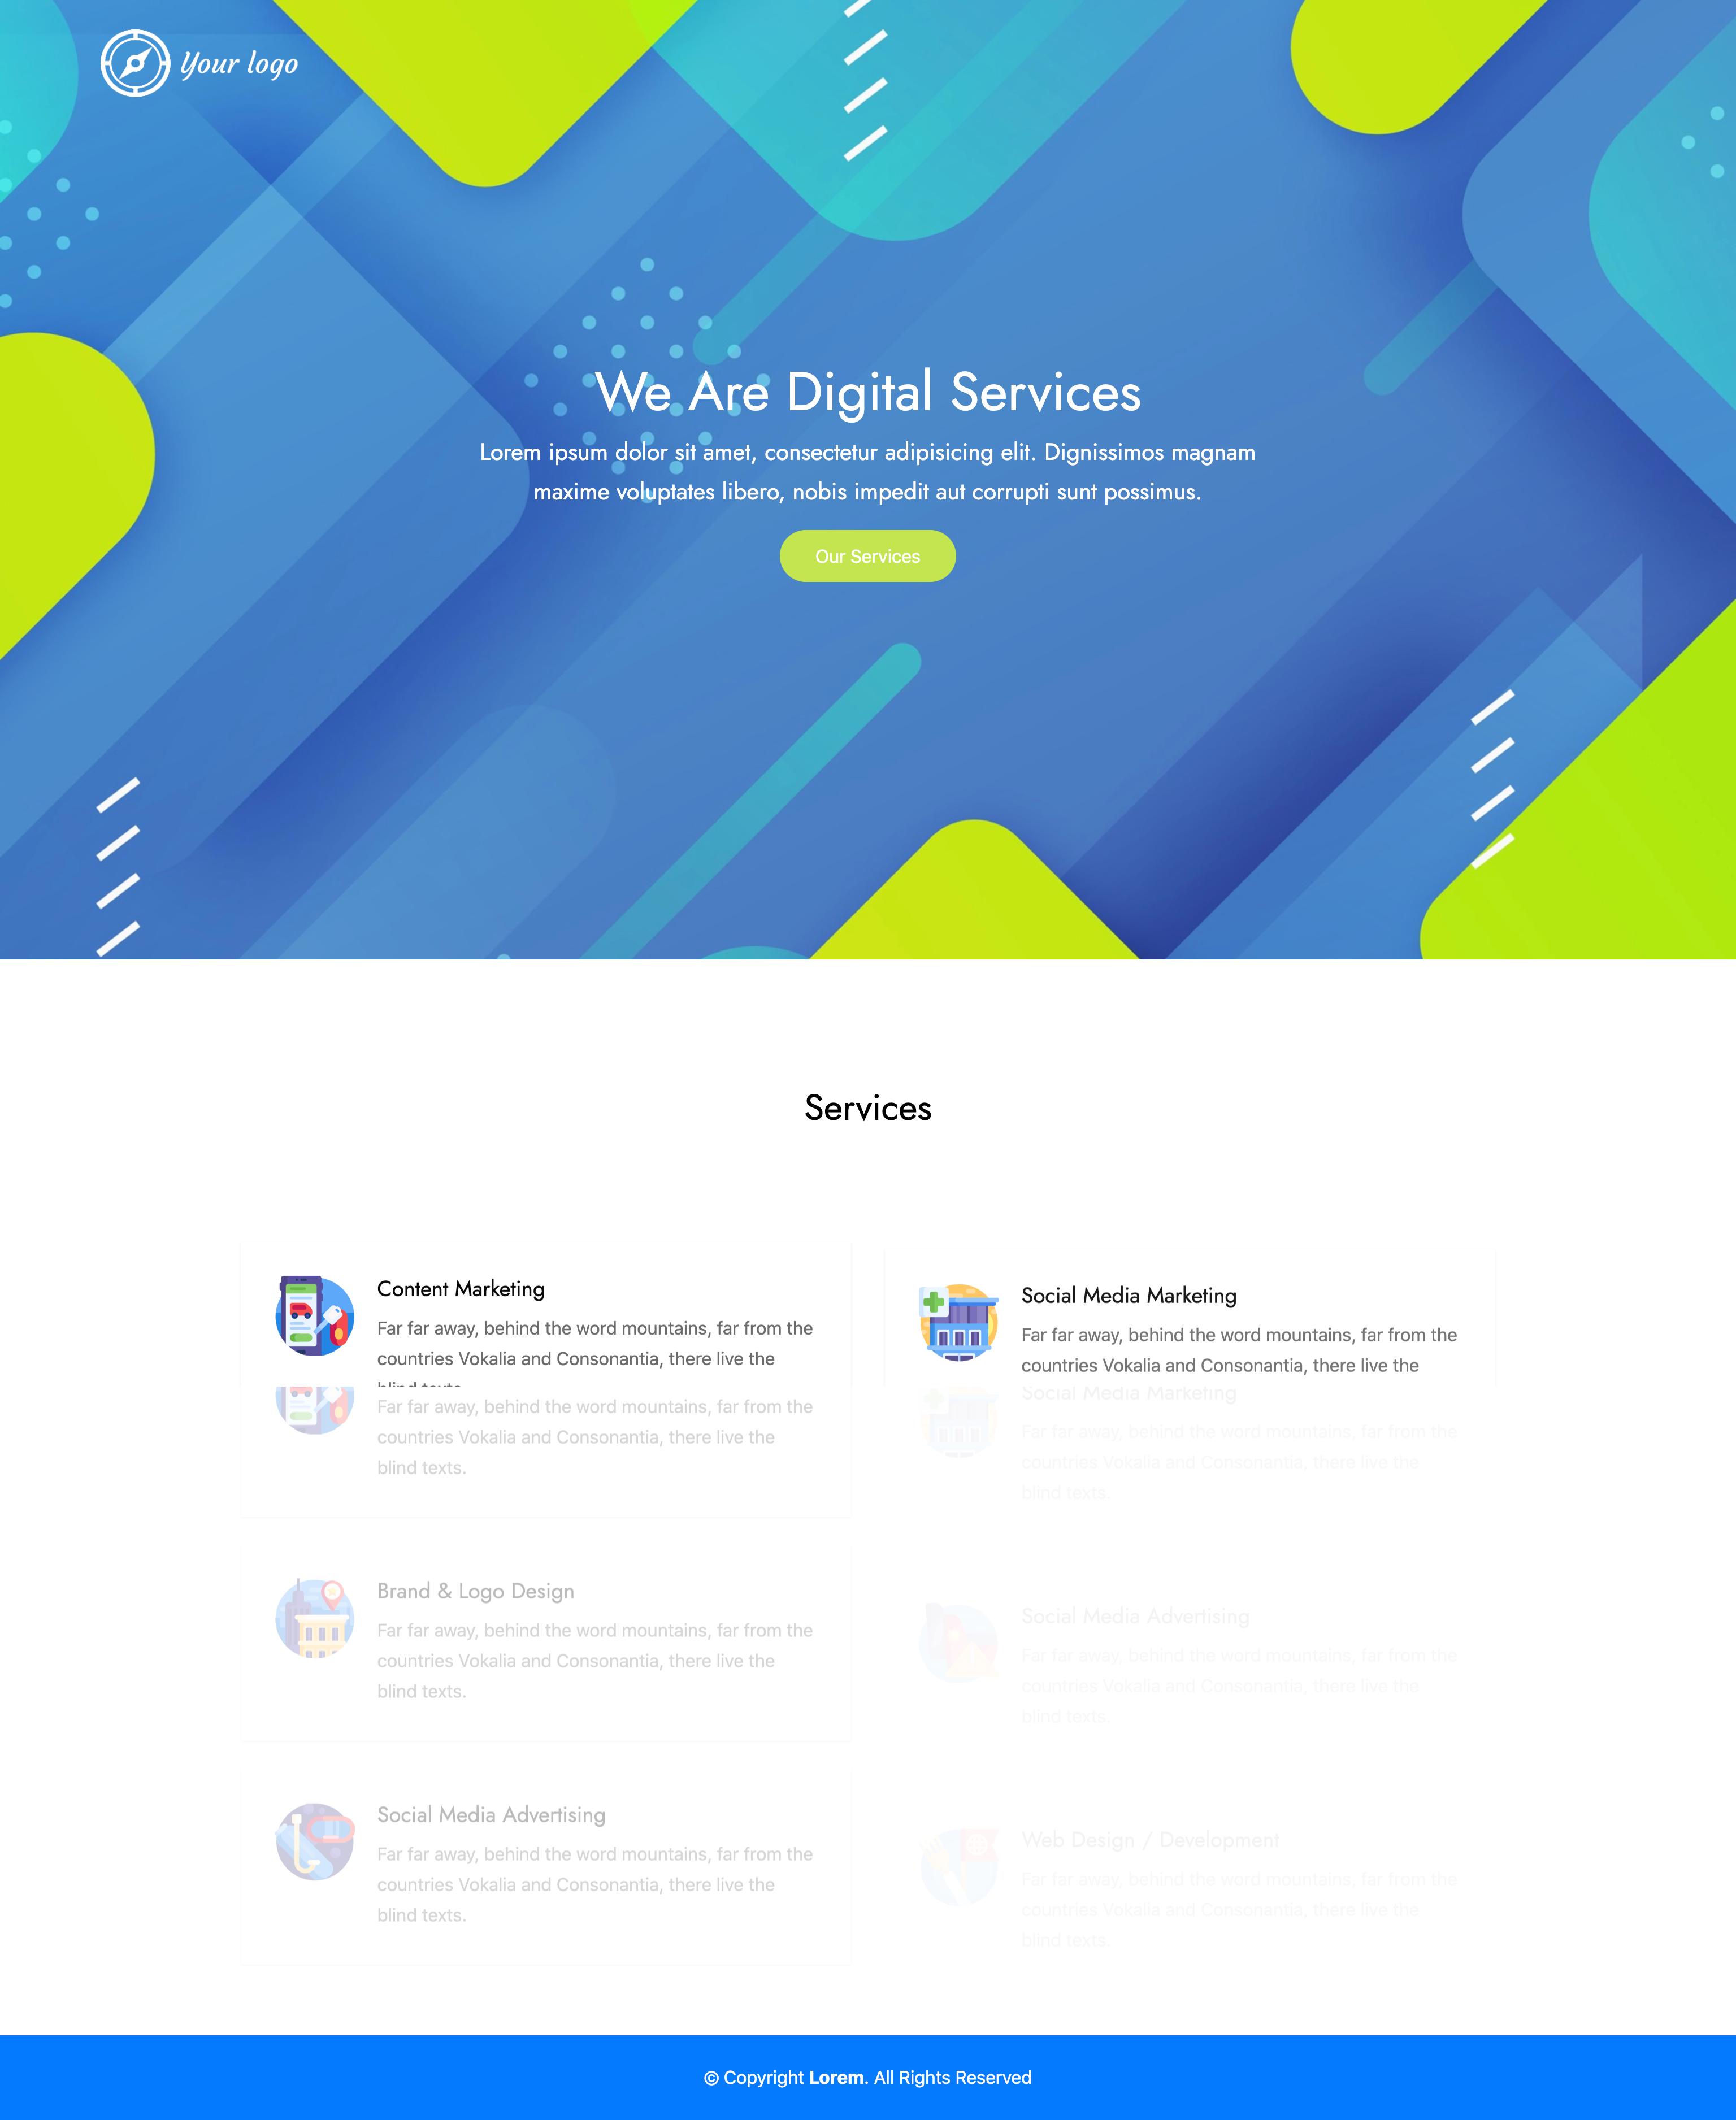 Your logo
We Are Digital Services
Lorem ipsum dolor sit amet, consectetur adipisicing elit. Dignissimos magnam
maxime voluptates libero, nobis impedit aut corrupti sunt possimus.
Our Services
Services
Content Marketing
Far far away, behind the word mountains, far from the
countries Vokalia and Consonantia, there live the
blind texts.
Far far away, behind the word mountains, far from the
countries Vokalia and Consonantia, there live the
blind texts.
Social Media Marketing
Far far away, behind the word mountains, far from the
countries Vokalia and Consonantia, there live the
Social Media Marketing
Far far away, behind the word mountains, far from the
countries Vokalia and Consonantia, there live the
blind texts.
Brand & Logo Design
Far far away, behind the word mountains, far from the
countries Vokalia and Consonantia, there live the
blind texts.
Social Media Advertising
Far far away, behind the word mountains, far from the
countries Vokalia and Consonantia, there live the
blind texts.
Social Media Advertising
Far far away, behind the word mountains, far from the
countries Vokalia and Consonantia, there live the
blind texts.
Web Design / Development
Far far away, behind the word mountains, far from the
countries Vokalia and Consonantia, there live the
blind texts.
© Copyright Lorem. All Rights Reserved